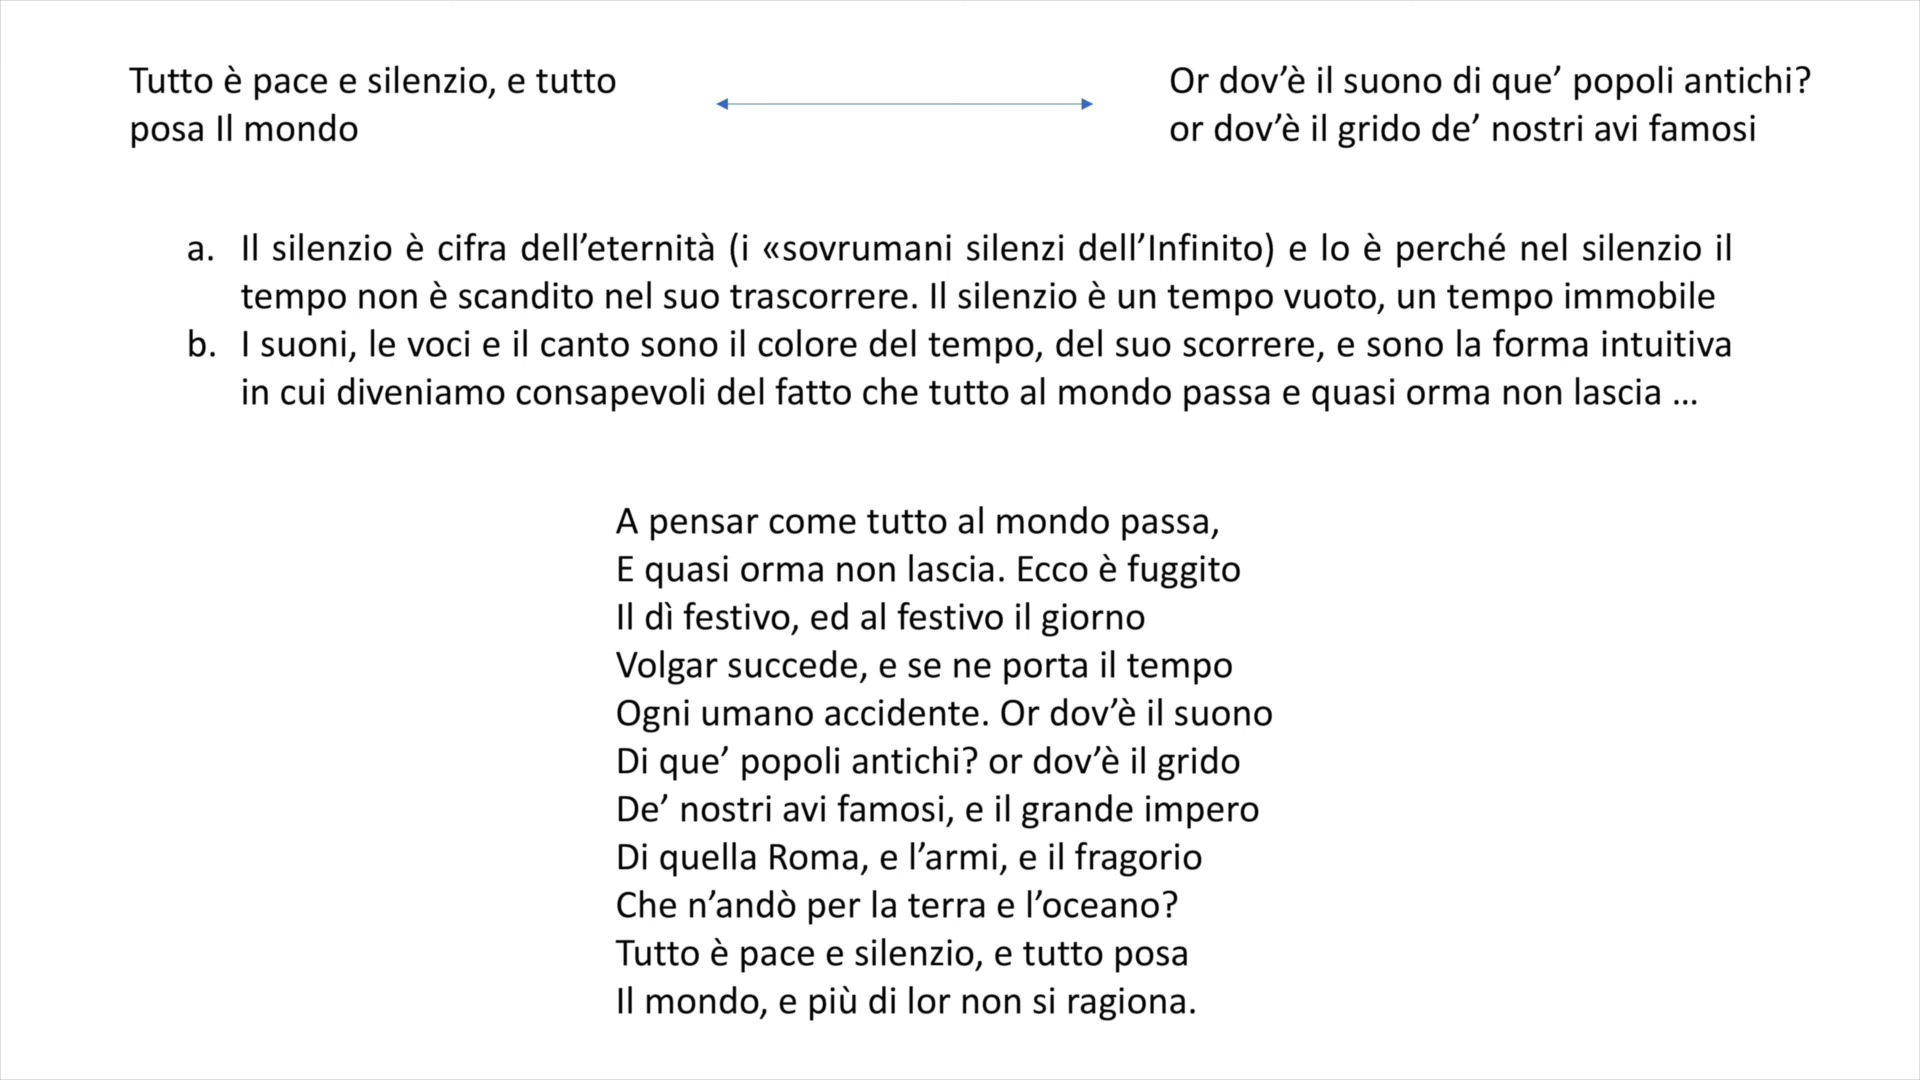 Tutto è pace e silenzio, e tutto
posa Il mondo
Or dov’è il suono di que’ popoli antichi?
or dov’è il grido de’ nostri avi famosi
a. Il silenzio è cifra dell’eternità (i «sovrumani silenzi dell’Infinito) e lo è perché nel silenzio il
tempo non è scandito nel suo trascorrere. Il silenzio è un tempo vuoto, un tempo immobile
b. I suoni, le voci e il canto sono il colore del tempo, del suo scorrere, e sono la forma intuitiva
in cui diveniamo consapevoli del fatto che tutto al mondo passa e quasi orma non lascia …
A pensar come tutto al mondo passa,
E quasi orma non lascia. Ecco è fuggito
Il dì festivo, ed al festivo il giorno
Volgar succede, e se ne porta il tempo
Ogni umano accidente. Or dov’è il suono
Di que’ popoli antichi? or dov’è il grido
De’ nostri avi famosi, e il grande impero
Di quella Roma, e l’armi, e il fragorio
Che n’andò per la terra e l’oceano?
Tutto è pace e silenzio, e tutto posa
Il mondo, e più di lor non si ragiona.